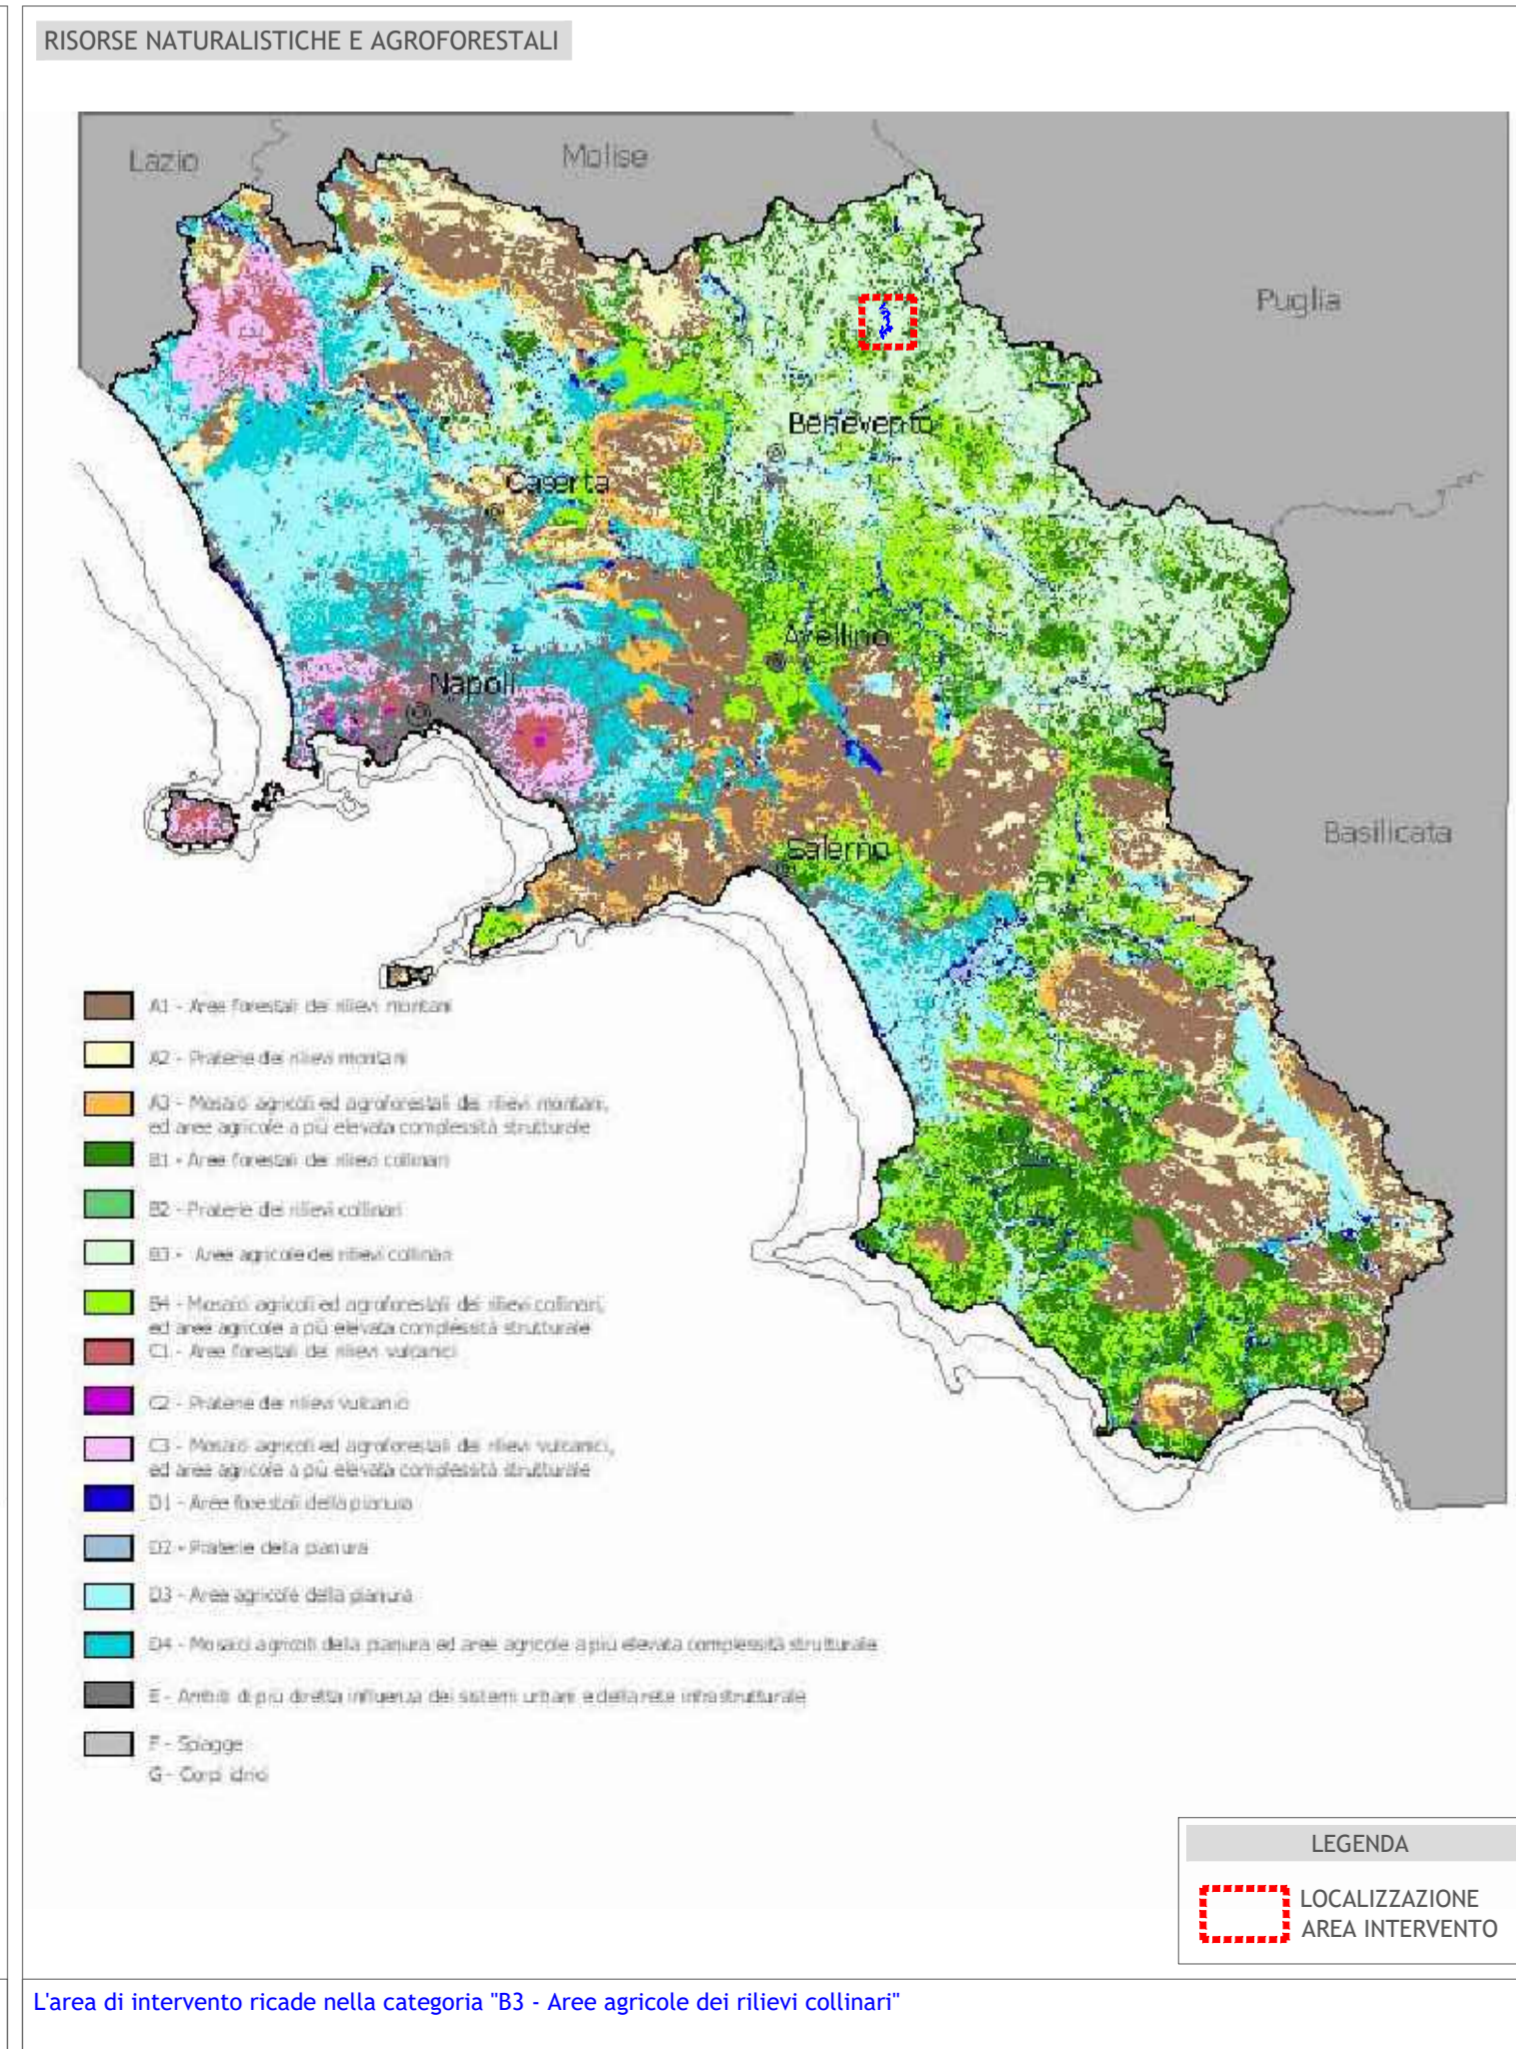 RISORSE NATURALISTICHE E AGROFORESTALI
Lazio
Molise
Puglia
Benevento
Caserta
Avellino
Napoli
Salerno
Basilicata
A1 - Aree forestali dei rilievi montani
A2 - Praterie dei rilievi montani
A3 - Mosaici agricoli ed agroforestali dei rilievi montani,
ed aree agricole a più elevata complessità strutturale
B1 - Aree forestali dei rilievi collinari
B2 - Praterie dei rilievi collinari
B3 - Aree agricole dei rilievi collinari
B4 - Mosaici agricoli ed agroforestali dei rilievi collinari,
ed aree agricole a più elevata complessità strutturale
C1 - Aree forestali dei rilievi vulcanici
C2 - Praterie dei rilievi vulcanici
C3 - Mosaici agricoli ed agroforestali dei rilievi vulcanici,
ed aree agricole a più elevata complessità strutturale
D1 - Aree forestali della pianura
D2 - Praterie della pianura
D3 - Aree agricole della pianura
D4 - Mosaici agricoli della pianura ed aree agricole a più elevata complessità strutturale
E - Ambiti di più diretta influenza dei sistemi urbani e della rete infrastrutturale
F - Spiagge
G - Corpi idrici
LEGENDA
LOCALIZZAZIONE
AREA INTERVENTO
L'area di intervento ricade nella categoria "B3 - Aree agricole dei rilievi collinari"